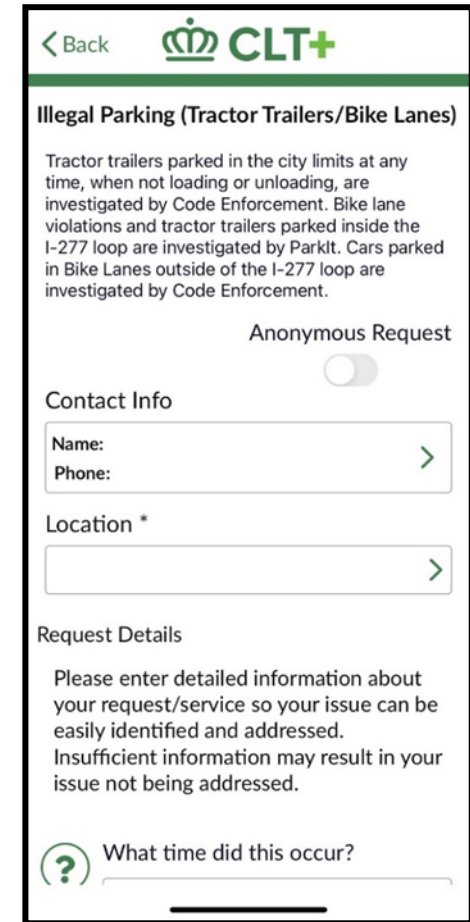 Back
CLT+
Illegal Parking (Tractor Trailers/Bike Lanes)
Tractor trailers parked in the city limits at any
time, when not loading or unloading, are
investigated by Code Enforcement. Bike lane
violations and tractor trailers parked inside the
I-277 loop are investigated by ParkIt. Cars parked
in Bike Lanes outside of the I-277 loop are
investigated by Code Enforcement.
Anonymous Request
Contact Info
Name:
Phone:
Location *
Request Details
Please enter detailed information about
your request/service so your issue can be
easily identified and addressed.
Insufficient information may result in your
issue not being addressed.
? What time did this occur?